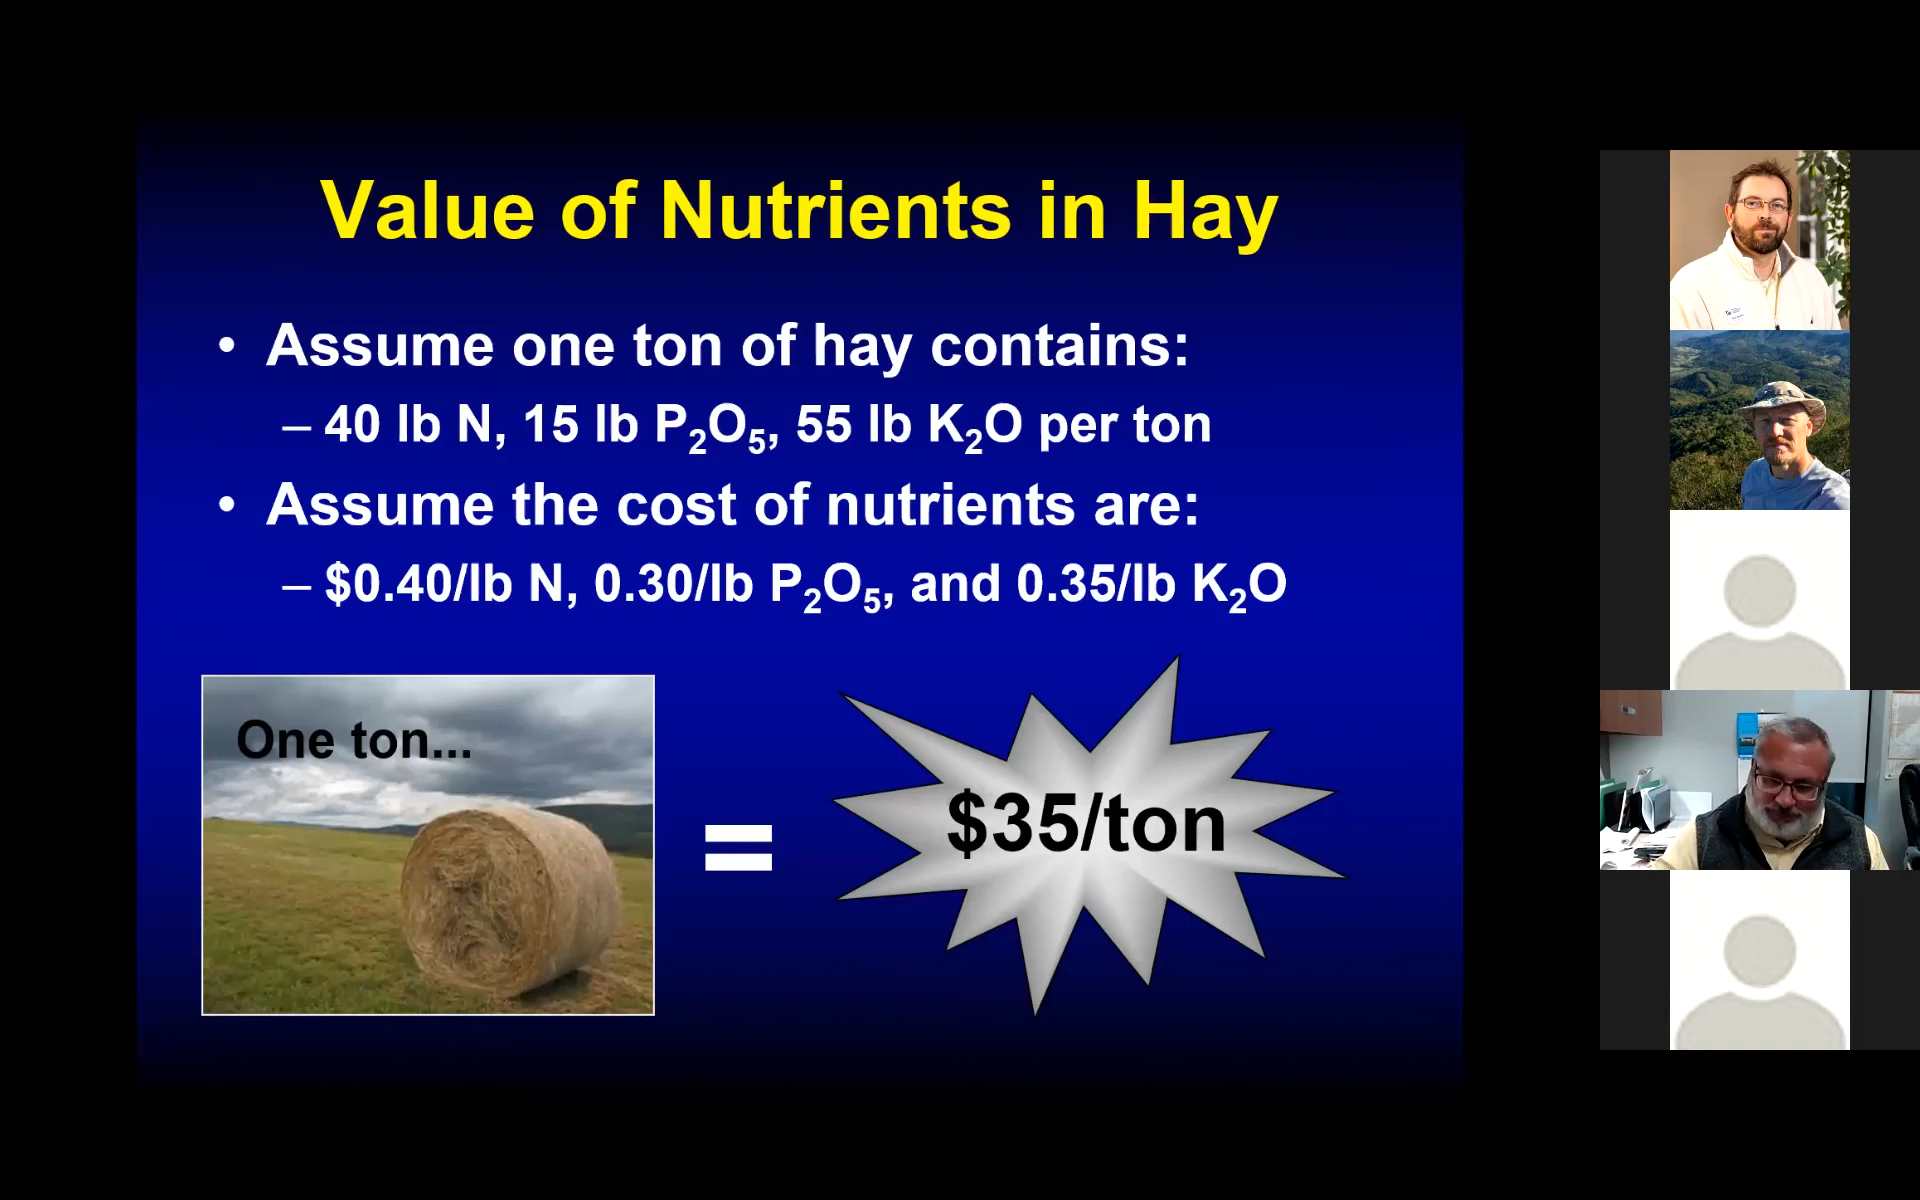 Value of Nutrients in Hay
• Assume one ton of hay contains:
– 40 lb N, 15 lb P₂O₅, 55 lb K₂O per ton
• Assume the cost of nutrients are:
– $0.40/lb N, 0.30/lb P₂O₅, and 0.35/lb K₂O
One ton...
=
$35/ton